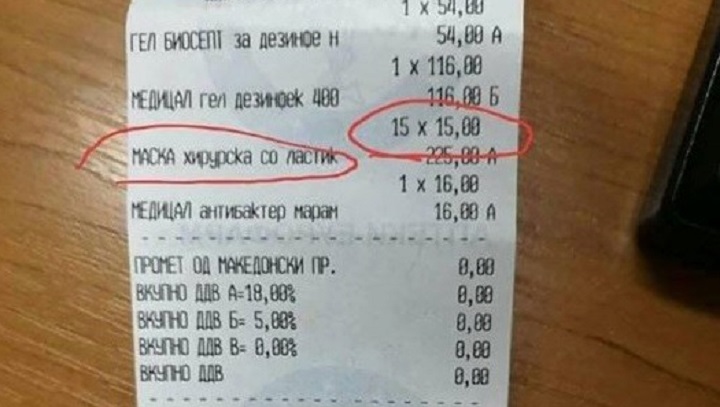 1 x 54,00
ГЕЛ БИОСЕПТ за дезинфе Н 54,00 А
1 x 116,00
МЕДИЦАЛ гел дезинфек 400 116,00 Б
15 x 15,00
МАСКА хирурска со ластик 225,00 А
1 x 16,00
МЕДИЦАЛ антибактер марам 16,00 А
ПРОМЕТ ОД МАКЕДОНСКИ ПР. 0,00
ВКУПНО ДДВ А=18,00% 0,00
ВКУПНО ДДВ Б= 5,00% 0,00
ВКУПНО ДДВ В= 0,00% 0,00
ВКУПНО ДДВ 0,00